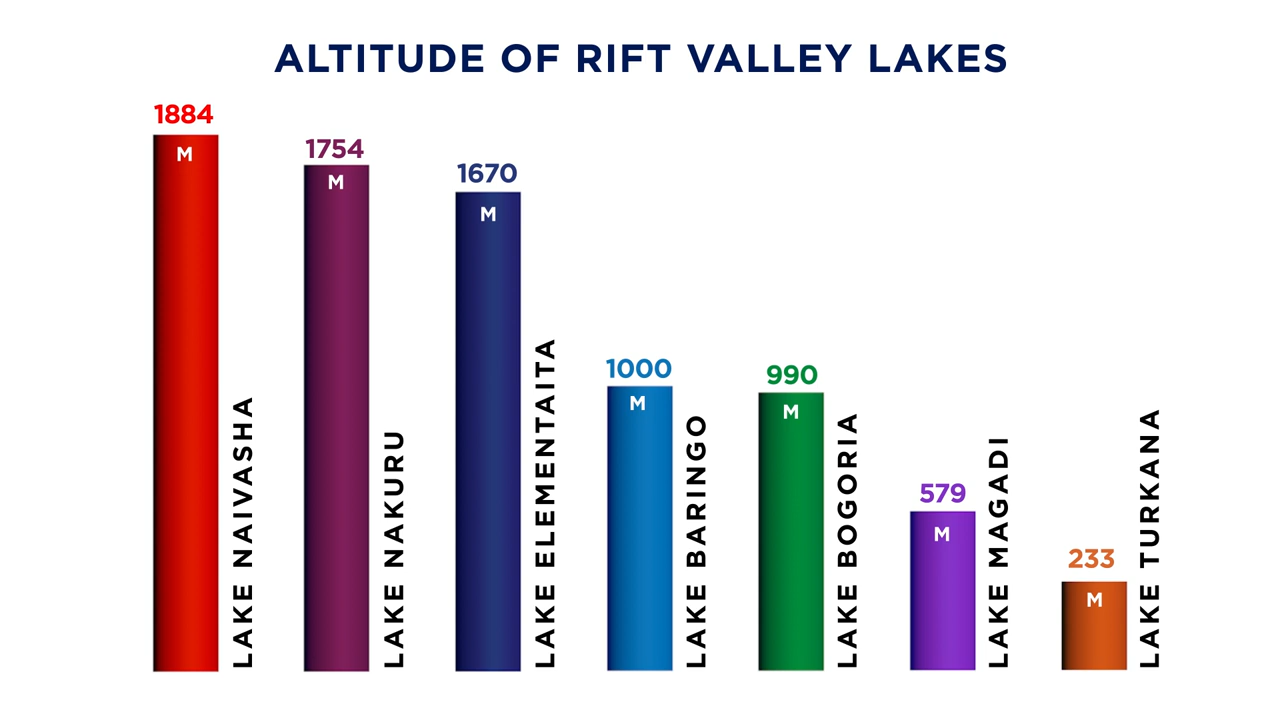 ALTITUDE OF RIFT VALLEY LAKES
1884
M
LAKE NAIVASHA
1754
M
LAKE NAKURU
1670
M
LAKE ELEMENTAITA
1000
M
LAKE BARINGO
990
M
LAKE BOGORIA
579
M
LAKE MAGADI
233
M
LAKE TURKANA